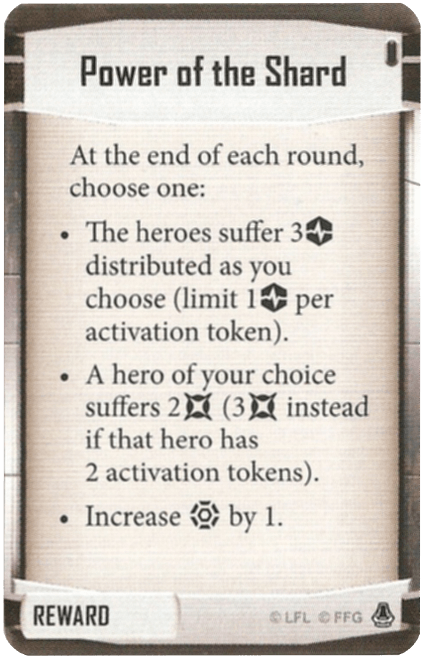 Power of the Shard
At the end of each round,
choose one:
• The heroes suffer 3
distributed as you
choose (limit 1 per
activation token).
• A hero of your choice
suffers 2 (3 instead
if that hero has
2 activation tokens).
• Increase by 1.
REWARD
© LFL © FFG